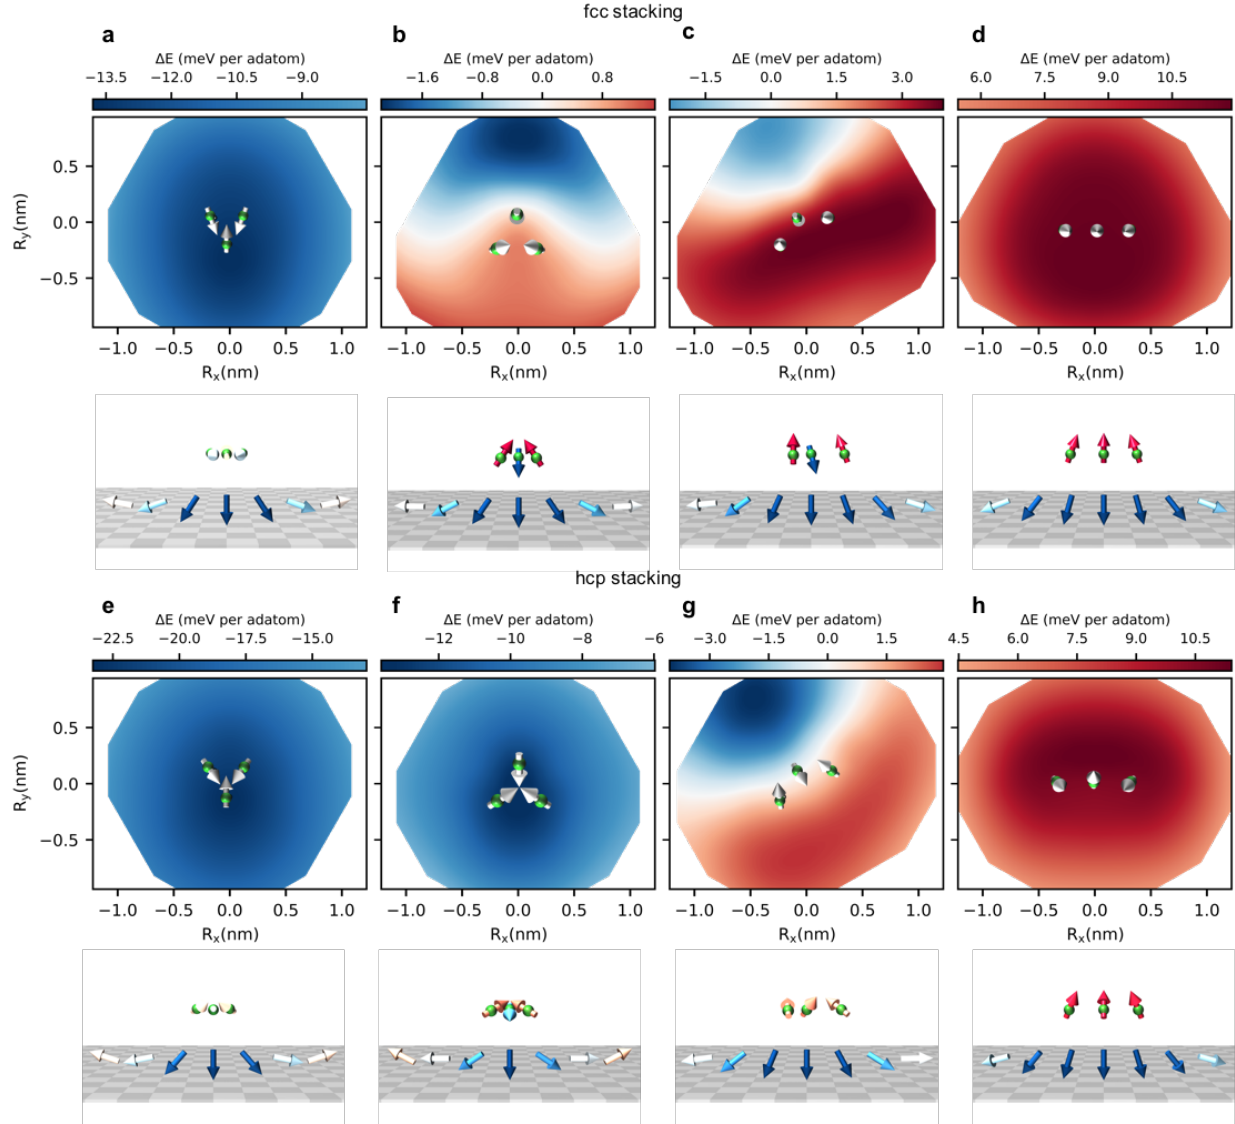 fcc stacking
a b c d
ΔE (meV per adatom) ΔE (meV per adatom) ΔE (meV per adatom) ΔE (meV per adatom)
−13.5 −12.0 −10.5 −9.0 −1.6 −0.8 0.0 0.8 −1.5 0.0 1.5 3.0 6.0 7.5 9.0 10.5
0.5
0.0
−0.5
Ry(nm)
−1.0 −0.5 0.0 0.5 1.0 −1.0 −0.5 0.0 0.5 1.0 −1.0 −0.5 0.0 0.5 1.0 −1.0 −0.5 0.0 0.5 1.0
Rx(nm) Rx(nm) Rx(nm) Rx(nm)
hcp stacking
e f g h
ΔE (meV per adatom) ΔE (meV per adatom) ΔE (meV per adatom) ΔE (meV per adatom)
−22.5 −20.0 −17.5 −15.0 −12 −10 −8 −6 −3.0 −1.5 0.0 1.5 4.5 6.0 7.5 9.0 10.5
0.5
0.0
−0.5
Ry(nm)
−1.0 −0.5 0.0 0.5 1.0 −1.0 −0.5 0.0 0.5 1.0 −1.0 −0.5 0.0 0.5 1.0 −1.0 −0.5 0.0 0.5 1.0
Rx(nm) Rx(nm) Rx(nm) Rx(nm)